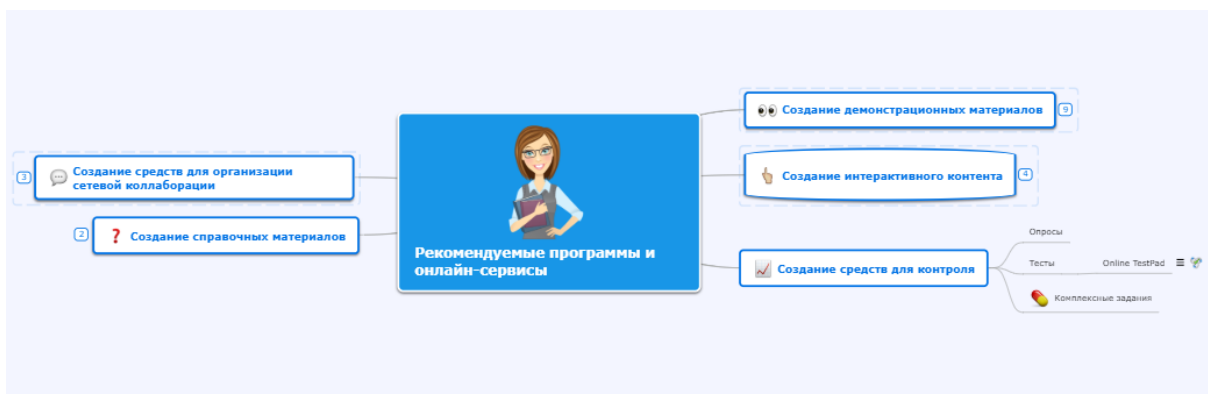 Рекомендуемые программы и
онлайн-сервисы
Создание демонстрационных материалов
9
Создание интерактивного контента
4
Создание средств для контроля
Опросы
Тесты
Online TestPad
Комплексные задания
3
Создание средств для организации
сетевой коллаборации
2
Создание справочных материалов